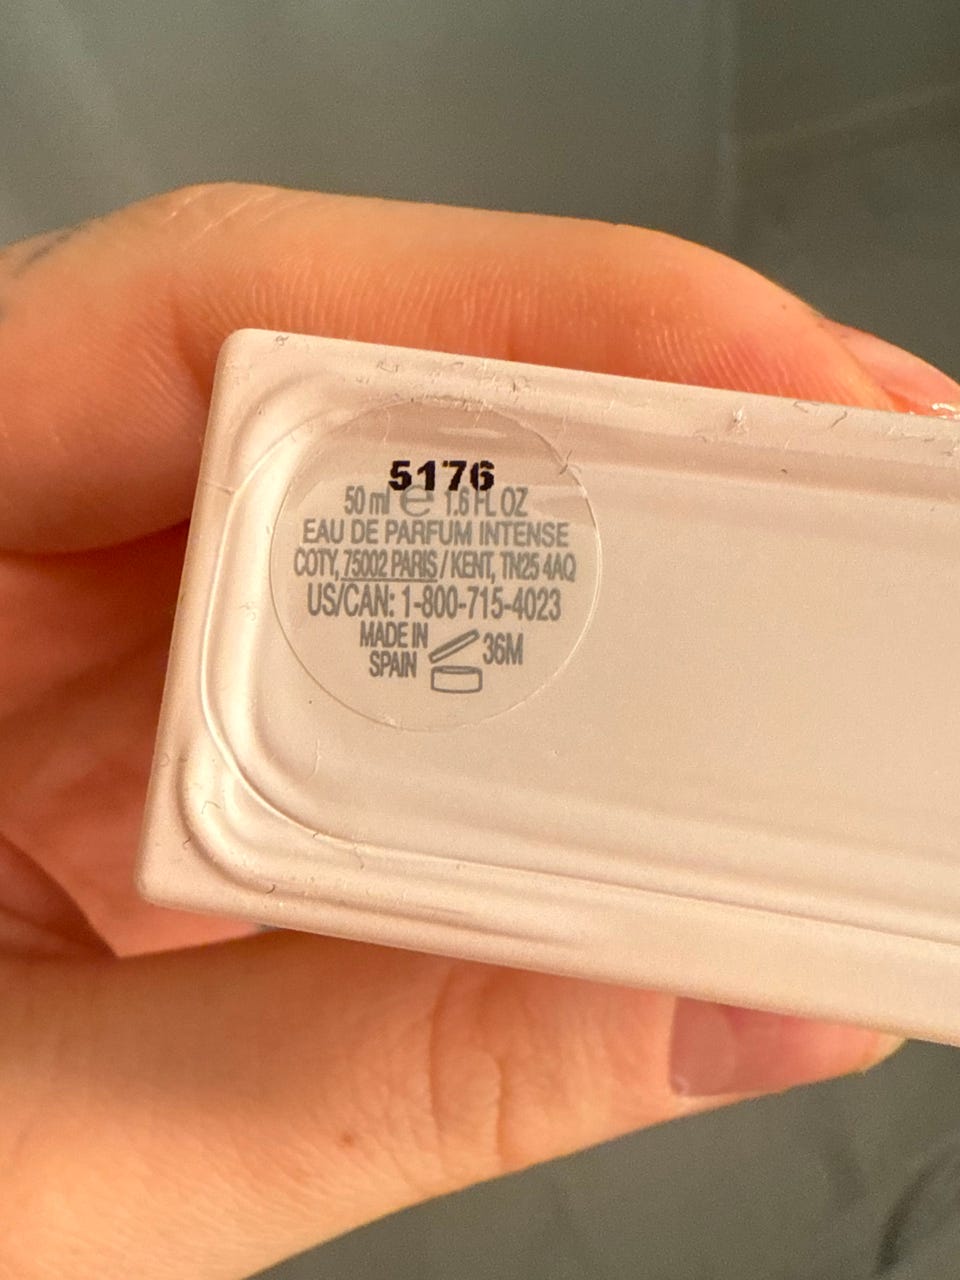 5176
50 ml e 1.6 FL OZ
EAU DE PARFUM INTENSE
COTY, 75002 PARIS / KENT, TN25 4AQ
US/CAN: 1-800-715-4023
MADE IN
SPAIN
36M